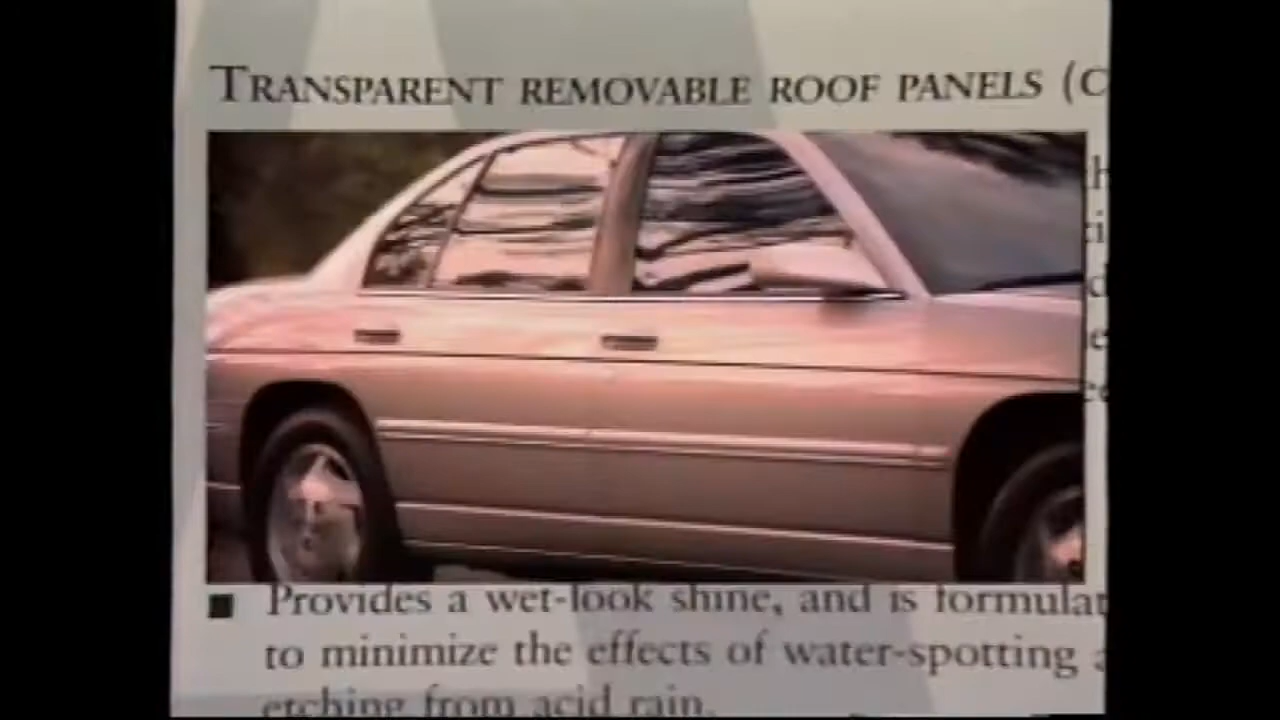 TRANSPARENT REMOVABLE ROOF PANELS (C
■ Provides a wet-look shine, and is formulat
to minimize the effects of water-spotting a
etching from acid rain.